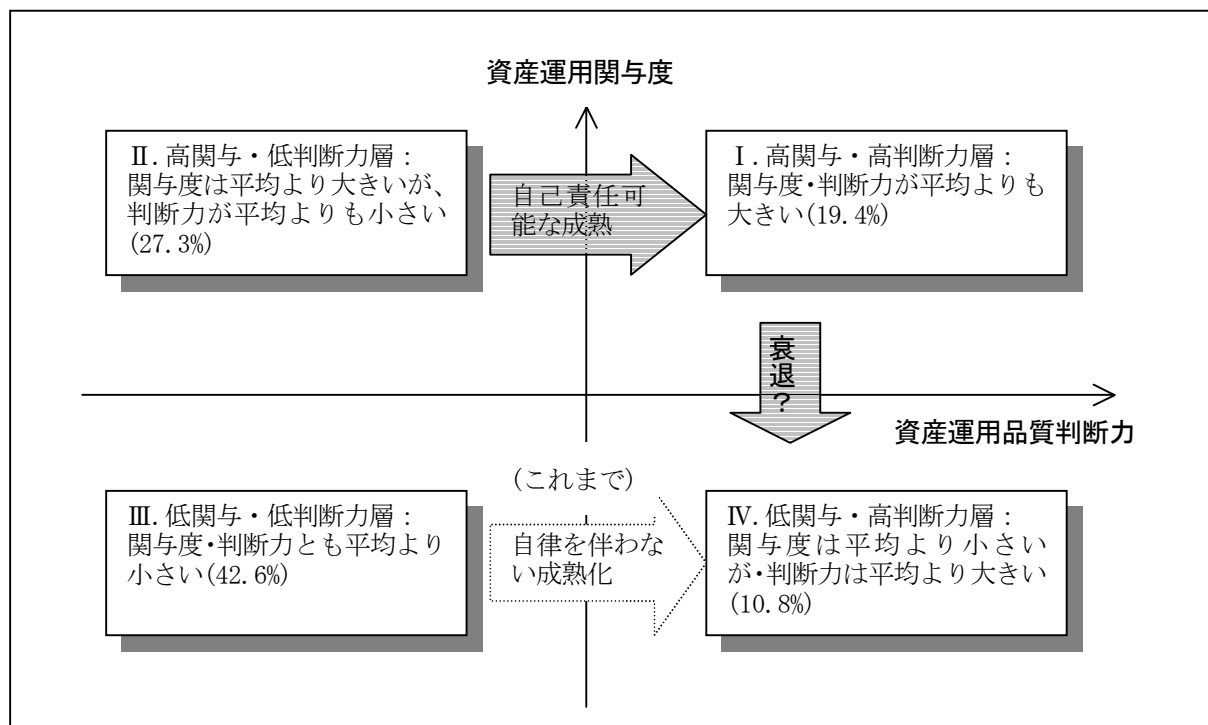 資産運用関与度
Ⅱ.高関与・低判断力層：
関与度は平均より大きいが、
判断力が平均よりも小さい
(27.3%)
自己責任可
能な成熟
Ⅰ.高関与・高判断力層：
関与度・判断力が平均よりも
大きい(19.4%)
衰退？
資産運用品質判断力
(これまで)
Ⅲ.低関与・低判断力層：
関与度・判断力とも平均より
小さい(42.6%)
自律を伴わな
い成熟化
Ⅳ.低関与・高判断力層：
関与度は平均より小さい
が・判断力は平均より大きい
(10.8%)